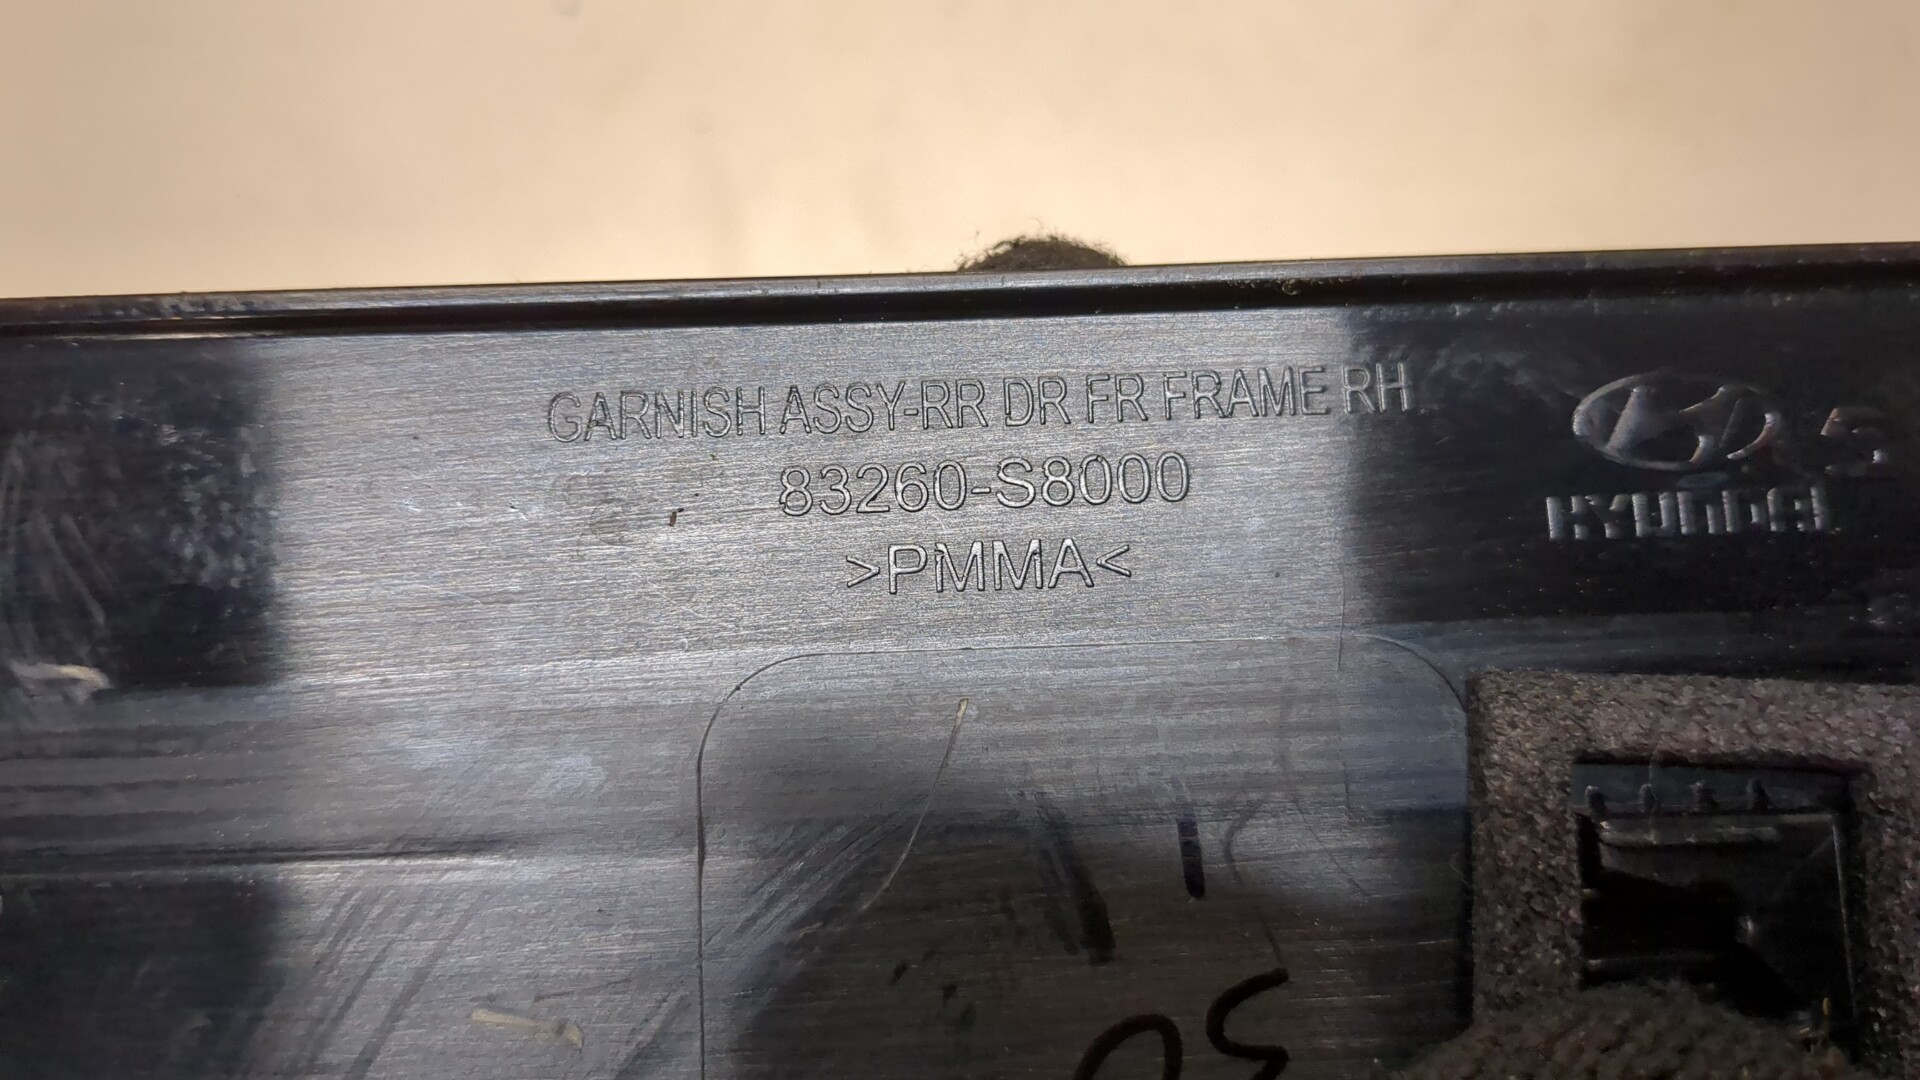 GARNISH ASSY-RR DR FR FRAME RH
83260-S8000
>PMMA<
HYUNDAI